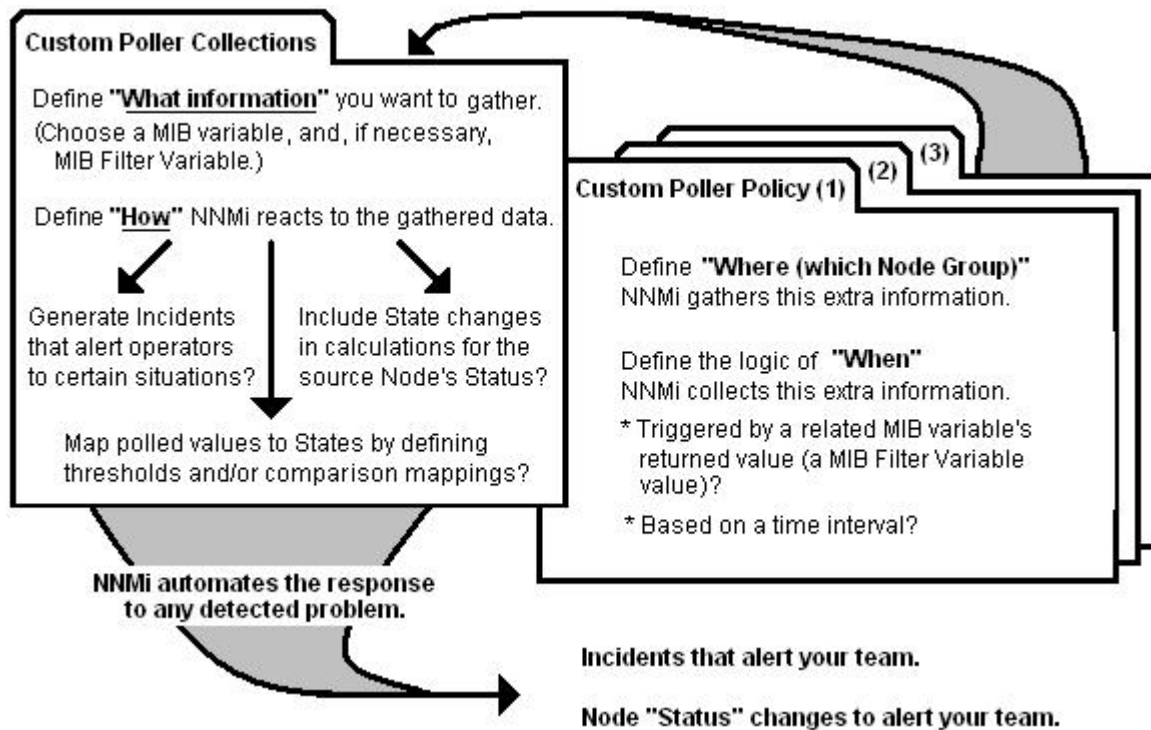 Custom Poller Collections
Define "What information" you want to gather.
(Choose a MIB variable, and, if necessary,
MIB Filter Variable.)
Define "How" NNMi reacts to the gathered data.
Generate Incidents
that alert operators
to certain situations?
Include State changes
in calculations for the
source Node's Status?
Map polled values to States by defining
thresholds and/or comparison mappings?
(3)
(2)
Custom Poller Policy (1)
Define "Where (which Node Group)"
NNMi gathers this extra information.
Define the logic of "When"
NNMi collects this extra information.
* Triggered by a related MIB variable's
returned value (a MIB Filter Variable
value)?
* Based on a time interval?
NNMi automates the response
to any detected problem.
Incidents that alert your team.
Node "Status" changes to alert your team.